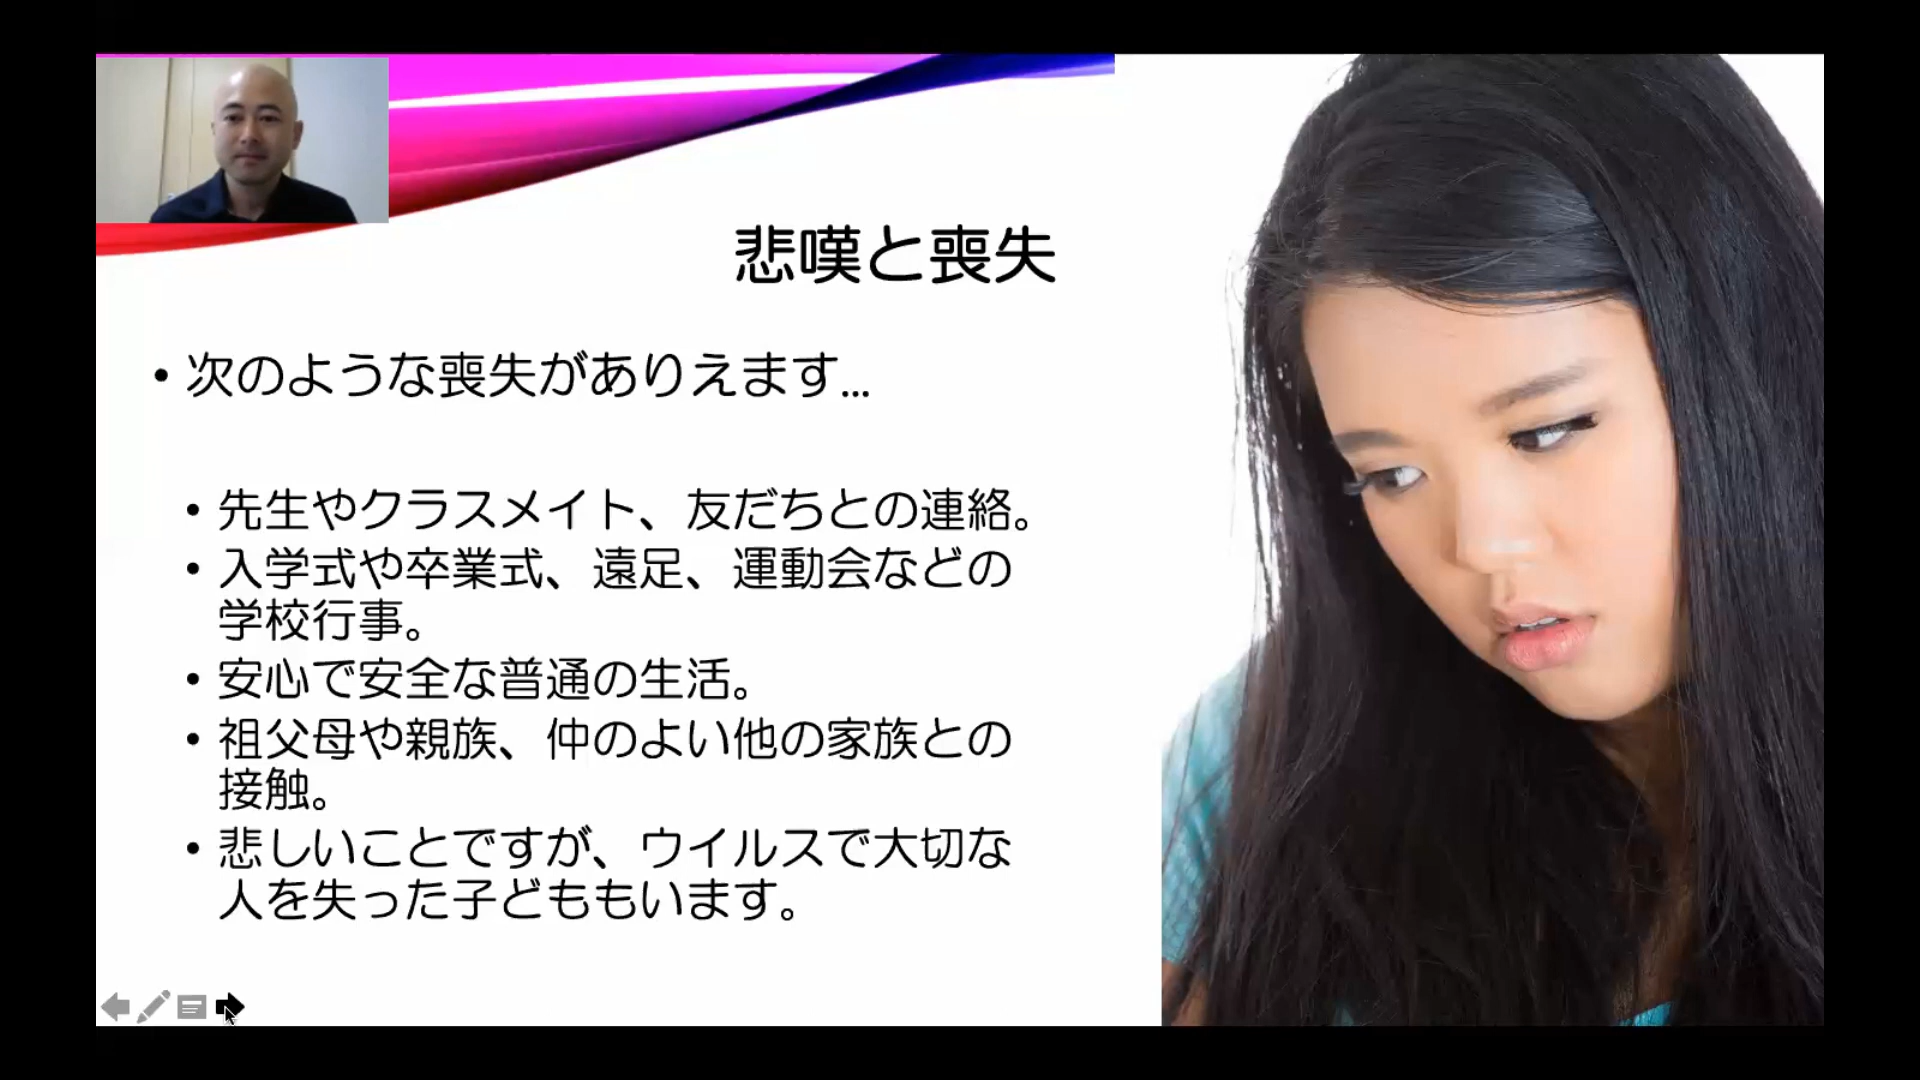 悲嘆と喪失
• 次のような喪失がありえます...
• 先生やクラスメイト、友だちとの連絡。
• 入学式や卒業式、遠足、運動会などの
学校行事。
• 安心で安全な普通の生活。
• 祖父母や親族、仲のよい他の家族との
接触。
• 悲しいことですが、ウイルスで大切な
人を失った子どももいます。